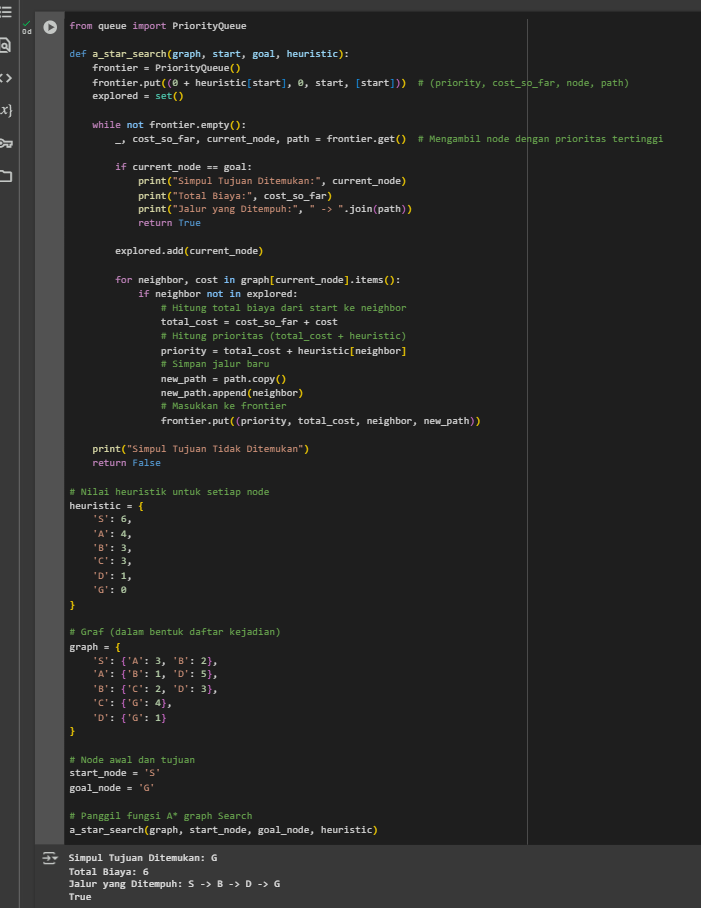 from queue import PriorityQueue
def a_star_search(graph, start, goal, heuristic):
    frontier = PriorityQueue()
    frontier.put((0 + heuristic[start], 0, start, [start]))  # (priority, cost_so_far, node, path)
    explored = set()
    while not frontier.empty():
        _, cost_so_far, current_node, path = frontier.get()  # Mengambil node dengan prioritas tertinggi
        if current_node == goal:
            print("Simpul Tujuan Ditemukan:", current_node)
            print("Total Biaya:", cost_so_far)
            print("Jalur yang Ditempuh:", " -> ".join(path))
            return True
        explored.add(current_node)
        for neighbor, cost in graph[current_node].items():
            if neighbor not in explored:
                # Hitung total biaya dari start ke neighbor
                total_cost = cost_so_far + cost
                # Hitung prioritas (total_cost + heuristic)
                priority = total_cost + heuristic[neighbor]
                # Simpan jalur baru
                new_path = path.copy()
                new_path.append(neighbor)
                # Masukkan ke frontier
                frontier.put((priority, total_cost, neighbor, new_path))
    print("Simpul Tujuan Tidak Ditemukan")
    return False
# Nilai heuristik untuk setiap node
heuristic = {
    'S': 6,
    'A': 4,
    'B': 3,
    'C': 3,
    'D': 1,
    'G': 0
}
# Graf (dalam bentuk daftar kejadian)
graph = {
    'S': {'A': 3, 'B': 2},
    'A': {'B': 1, 'D': 5},
    'B': {'C': 2, 'D': 3},
    'C': {'G': 4},
    'D': {'G': 1}
}
# Node awal dan tujuan
start_node = 'S'
goal_node = 'G'
# Panggil fungsi A* graph Search
a_star_search(graph, start_node, goal_node, heuristic)
Simpul Tujuan Ditemukan: G
Total Biaya: 6
Jalur yang Ditempuh: S -> B -> D -> G
True
0d